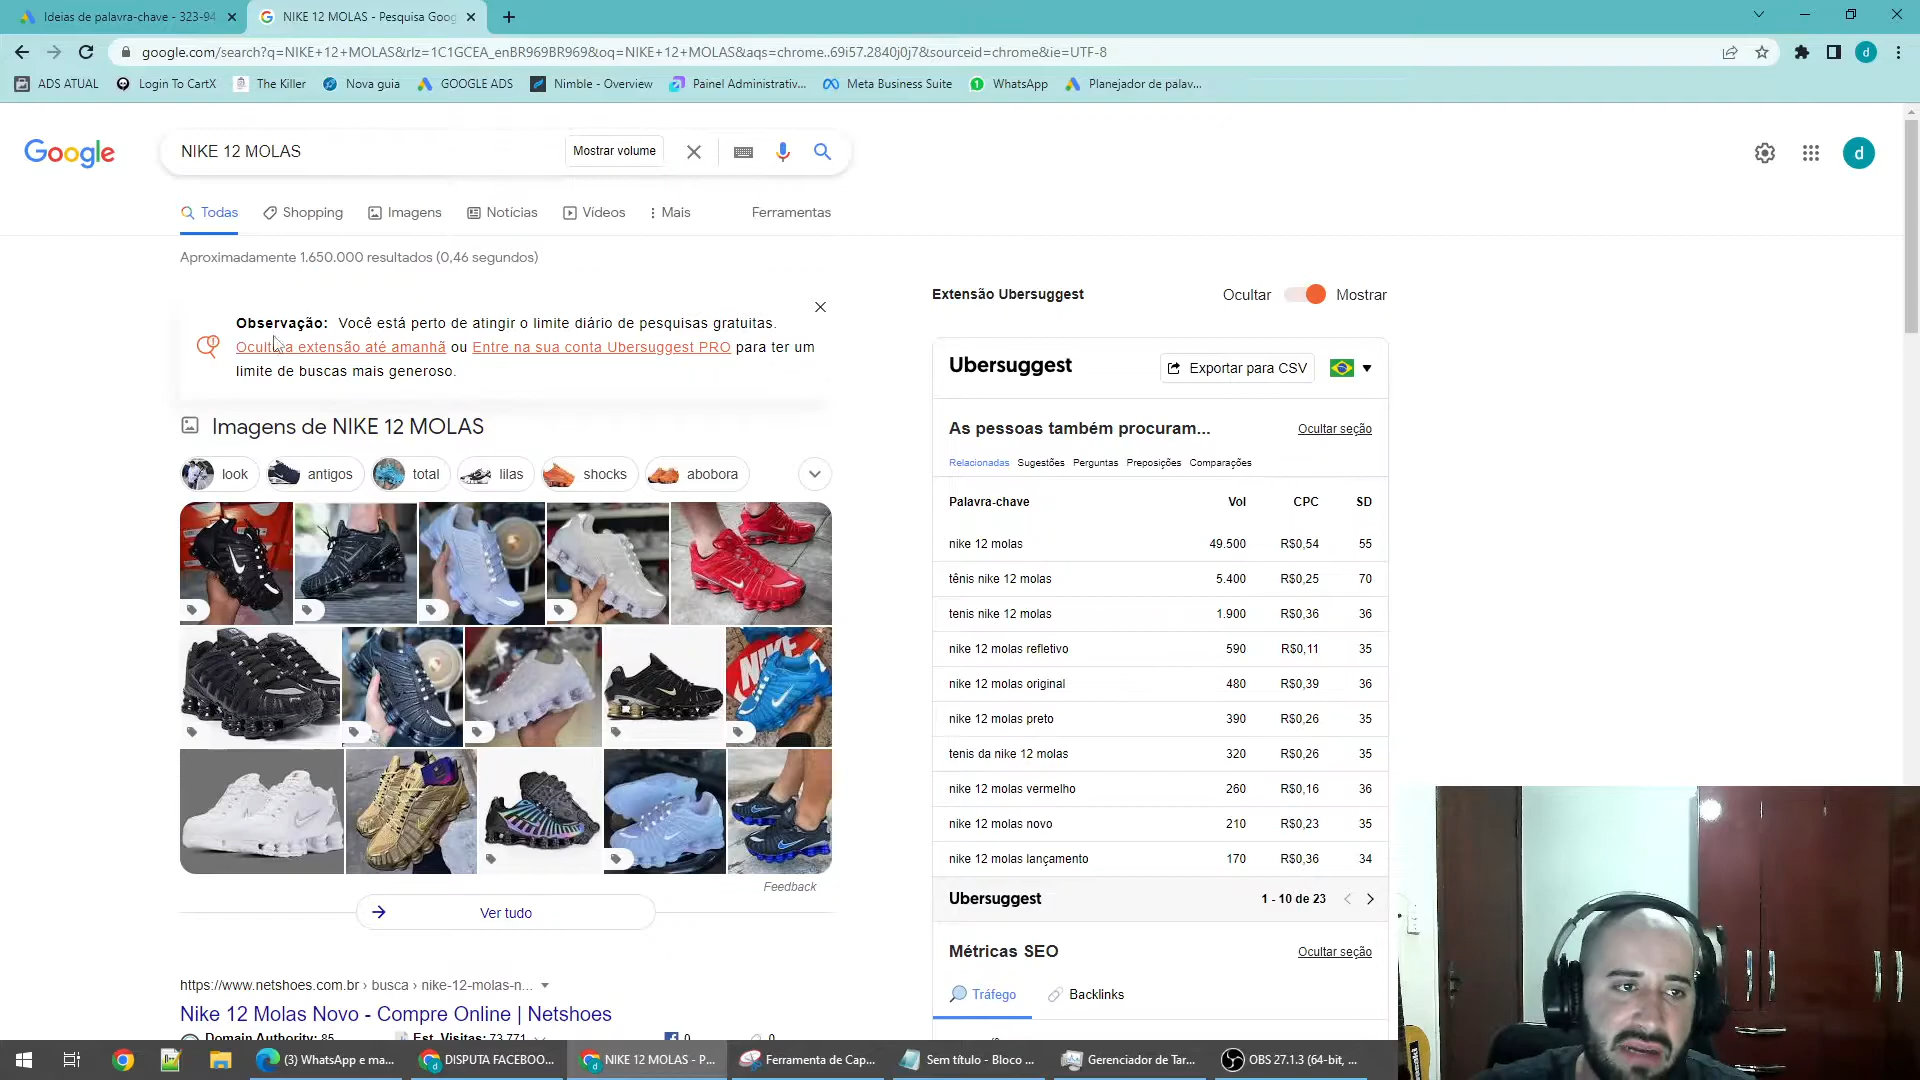 Ideias de palavra-chave - 323-94
NIKE 12 MOLAS - Pesquisa Goog
google.com/search?q=NIKE+12+MOLAS&rlz=1C1GCEA_enBR969BR969&oq=NIKE+12+MOLAS&aqs=chrome..69i57.2840j0j7&sourceid=chrome&ie=UTF-8
d
ADS ATUAL
Login To CartX
The Killer
Nova guia
GOOGLE ADS
Nimble - Overview
Painel Administrativ...
Meta Business Suite
1
WhatsApp
Planejador de palav...
Google
NIKE 12 MOLAS
Mostrar volume
d
Todas
Shopping
Imagens
Notícias
Vídeos
Mais
Ferramentas
Aproximadamente 1.650.000 resultados (0,46 segundos)
Observação: Você está perto de atingir o limite diário de pesquisas gratuitas.
Ocultar a extensão até amanhã ou Entre na sua conta Ubersuggest PRO para ter um
limite de buscas mais generoso.
Imagens de NIKE 12 MOLAS
look
antigos
total
lilas
shocks
abobora
NIKE
Feedback
Ver tudo
https://www.netshoes.com.br › busca › nike-12-molas-n...
Nike 12 Molas Novo - Compre Online | Netshoes
Domain Authority: 85
Est. Visitas: 73.771
0
0
Extensão Ubersuggest
Ocultar
Mostrar
Ubersuggest
Exportar para CSV
As pessoas também procuram...
Ocultar seção
Relacionadas Sugestões Perguntas Preposições Comparações
Palavra-chave Vol CPC SD
nike 12 molas 49.500 R$0,54 55
tênis nike 12 molas 5.400 R$0,25 70
tenis nike 12 molas 1.900 R$0,36 36
nike 12 molas refletivo 590 R$0,11 35
nike 12 molas original 480 R$0,39 36
nike 12 molas preto 390 R$0,26 35
tenis da nike 12 molas 320 R$0,26 35
nike 12 molas vermelho 260 R$0,16 36
nike 12 molas novo 210 R$0,23 35
nike 12 molas lançamento 170 R$0,36 34
Ubersuggest
1 - 10 de 23
Métricas SEO
Ocultar seção
Tráfego
Backlinks
(3) WhatsApp e ma...
DISPUTA FACEBOO...
NIKE 12 MOLAS - P...
Ferramenta de Cap...
Sem título - Bloco ...
Gerenciador de Tar...
OBS 27.1.3 (64-bit, ...